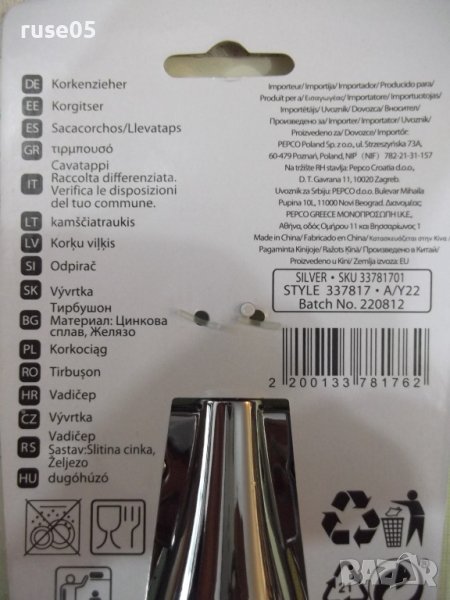 ruse05
DE Korkenzieher
EE Korgitser
ES Sacacorchos/Llevataps
GR τιρμπουσό
IT Cavatappi
Raccolta differenziata.
Verifica le disposizioni
del tuo comune.
LT kamščiatraukis
LV Korķu viļķis
SI Odpirač
SK Vývrtka
BG Тирбушон
Материал: Цинкова
сплав, Желязо
PL Korkociąg
RO Tirbușon
HR Vadičep
CZ Vývrtka
RS Vadičep
Sastav:Slitina cinka,
Željezo
HU dugóhúzó
Importeur/Importija/Importador/Producido para/
Produit per a/Εισαγωγέας/Importatore/Importuotojas/
Importētājs/Uvoznik/Dovozca/Вносител/
Произведено за/Importer/Importator/Uvoznik/
Proizvedeno za/Dovozce/Importőr:
PEPCO Poland Sp. z o.o., ul. Strzeszyńska 73A,
60-479 Poznań, Poland, NIP (NIF) 782-21-31-157
Na tržište RH stavlja: Pepco Croatia d.o.o.,
D. T. Gavrana 11, 10020 Zagreb.
Uvoznik za Srbiju: PEPCO d.o.o., Bulevar Mihaila
Pupina 10L, 11070 Novi Beograd. Διανομέας:
PEPCO GREECE ΜΟΝΟΠΡΟΣΩΠΗ Ι.Κ.Ε.,
Αθήνα, οδός Ομήρου 11 και Βησσαρίωνος 1
Made in China/Fabricado en China/Κατασκευάζεται στην Κίνα
Pagaminta Kinijoje/Ražots Ķīnā/Произведено в Китай/
Proizvedeno u Kini/Zemlja izvoza: EU
SILVER • SKU 33781701
STYLE 337817 • A/Y22
Batch No. 220812
2 200133 781762
21
BAZAR